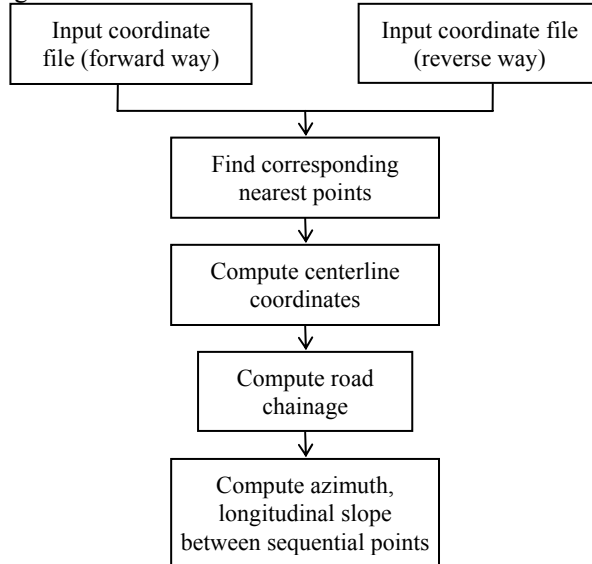 Input coordinate
file (forward way)
Input coordinate file
(reverse way)
Find corresponding
nearest points
Compute centerline
coordinates
Compute road
chainage
Compute azimuth,
longitudinal slope
between sequential points